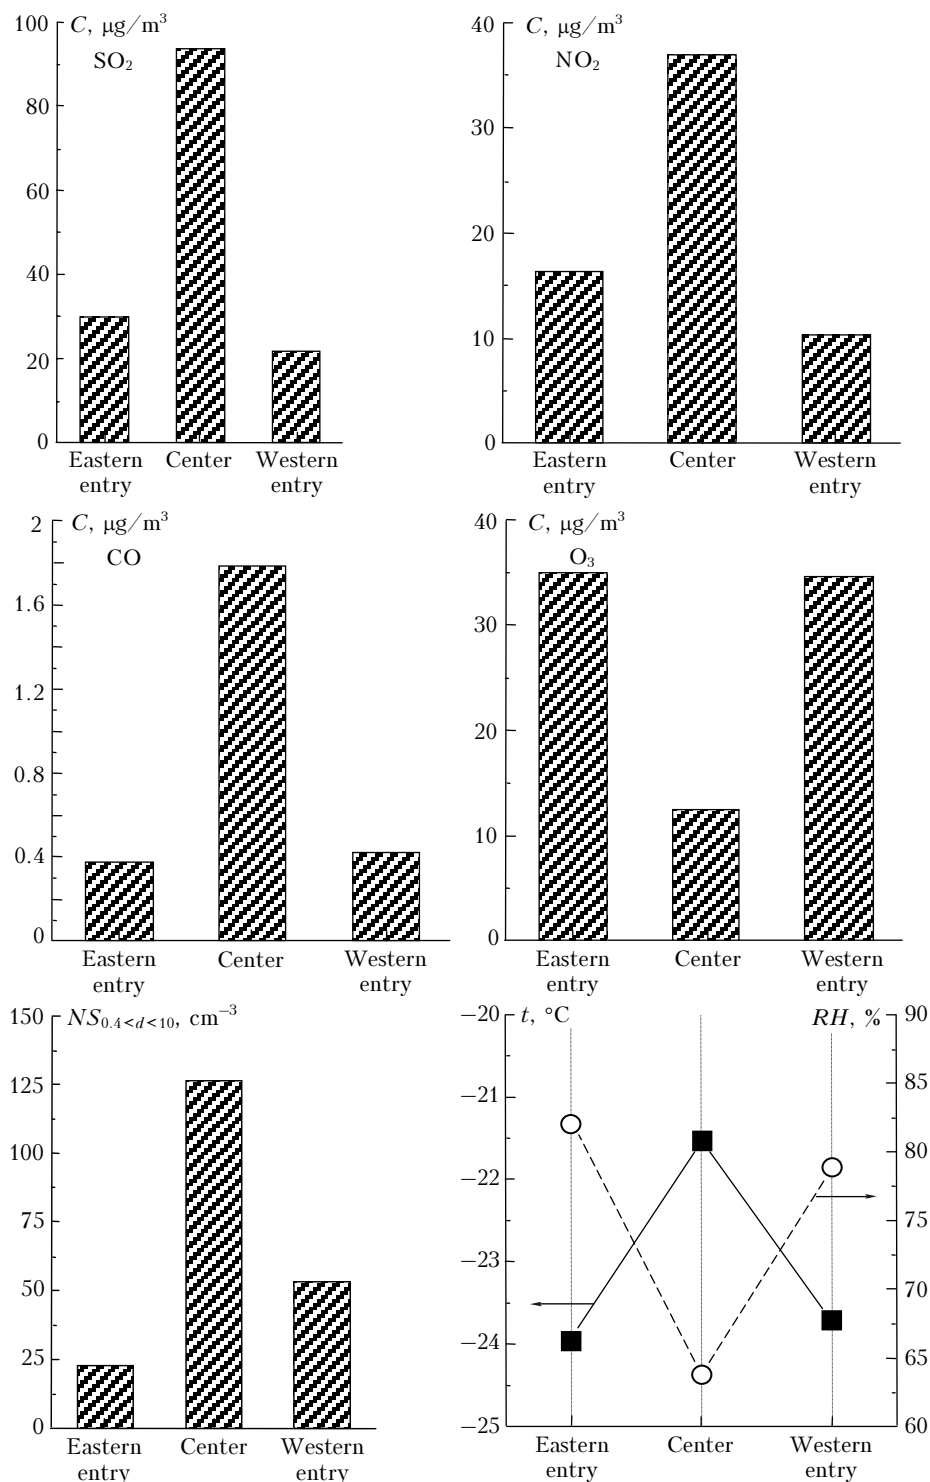 C, μg/m³
SO₂
100
80
60
40
20
0
Eastern entry
Center
Western entry
C, μg/m³
NO₂
40
30
20
10
0
Eastern entry
Center
Western entry
C, μg/m³
CO
2
1.6
1.2
0.8
0.4
0
Eastern entry
Center
Western entry
C, μg/m³
O₃
40
30
20
10
0
Eastern entry
Center
Western entry
NS₀.₄<d<₁₀, cm⁻³
150
125
100
75
50
25
0
Eastern entry
Center
Western entry
t, °C
RH, %
−20
−21
−22
−23
−24
−25
90
85
80
75
70
65
60
Eastern entry
Center
Western entry